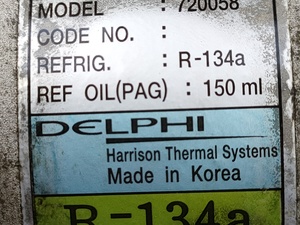 MODEL : 720058
CODE NO. :
REFRIG. : R-134a
REF OIL(PAG) : 150 ml
DELPHI
Harrison Thermal Systems
Made in Korea
R-134a